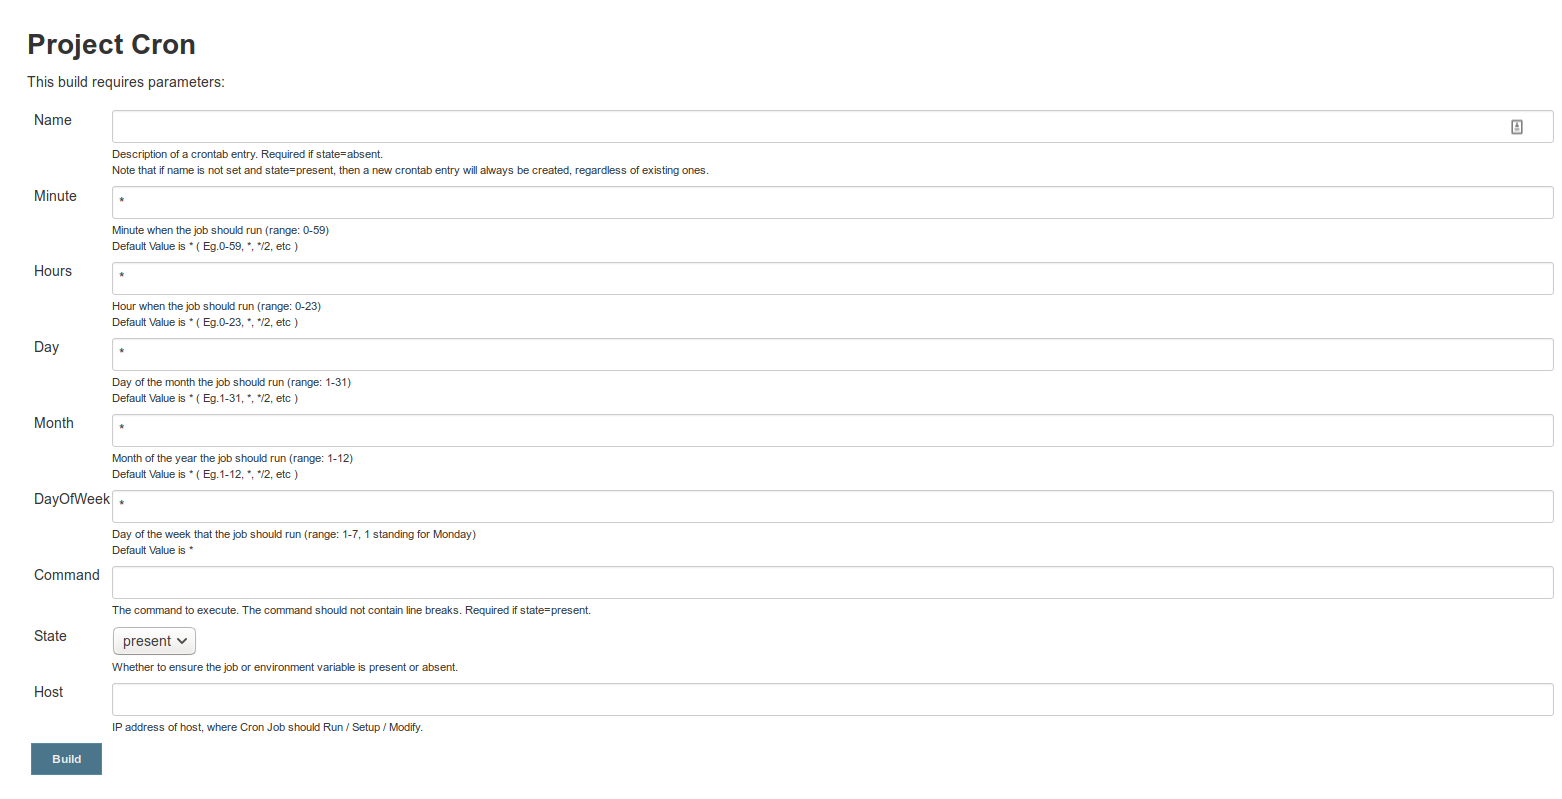 Project Cron
This build requires parameters:
Name
Description of a crontab entry. Required if state=absent.
Note that if name is not set and state=present, then a new crontab entry will always be created, regardless of existing ones.
Minute
*
Minute when the job should run (range: 0-59)
Default Value is * ( Eg.0-59, *, */2, etc )
Hours
*
Hour when the job should run (range: 0-23)
Default Value is * ( Eg.0-23, *, */2, etc )
Day
*
Day of the month the job should run (range: 1-31)
Default Value is * ( Eg.1-31, *, */2, etc )
Month
*
Month of the year the job should run (range: 1-12)
Default Value is * ( Eg.1-12, *, */2, etc )
DayOfWeek
*
Day of the week that the job should run (range: 1-7, 1 standing for Monday)
Default Value is *
Command
The command to execute. The command should not contain line breaks. Required if state=present.
State
present
Whether to ensure the job or environment variable is present or absent.
Host
IP address of host, where Cron Job should Run / Setup / Modify.
Build